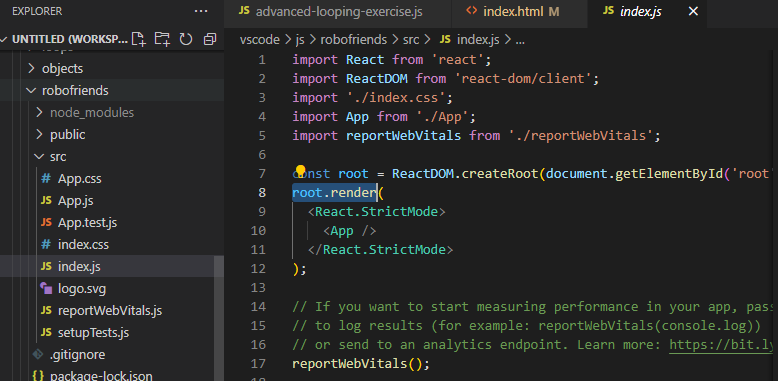 EXPLORER
UNTITLED (WORKSP...
objects
robofriends
node_modules
public
src
App.css
App.js
App.test.js
index.css
index.js
logo.svg
reportWebVitals.js
setupTests.js
.gitignore
package-lock.json
JS advanced-looping-exercise.js
<> index.html M
JS index.js
vscode > js > robofriends > src > JS index.js > ...
1 import React from 'react';
2 import ReactDOM from 'react-dom/client';
3 import './index.css';
4 import App from './App';
5 import reportWebVitals from './reportWebVitals';
6
7 const root = ReactDOM.createRoot(document.getElementById('root'
8 root.render(
9 <React.StrictMode>
10 <App />
11 </React.StrictMode>
12 );
13
14 // If you want to start measuring performance in your app, pas
15 // to log results (for example: reportWebVitals(console.log))
16 // or send to an analytics endpoint. Learn more: https://bit.ly
17 reportWebVitals();